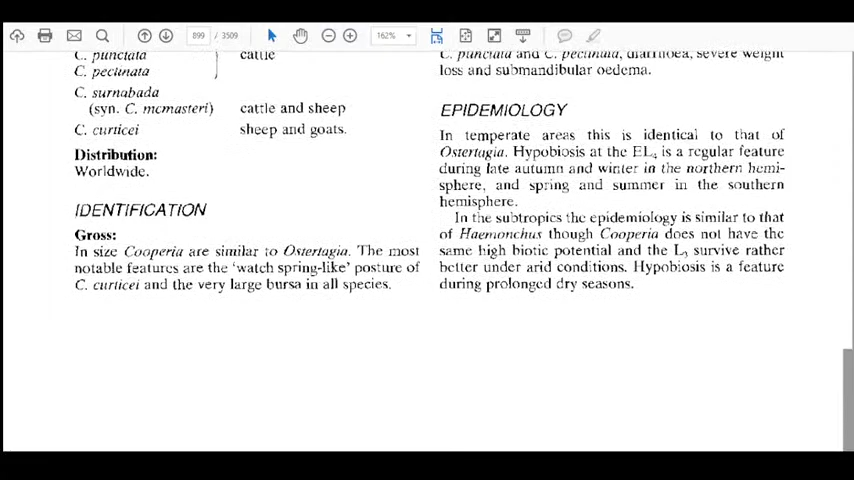 899 / 3509
162%
C. punctata
C. pectinata
cattle
C. surnabada
(syn. C. mcmasteri) cattle and sheep
C. curticei sheep and goats.
Distribution:
Worldwide.
IDENTIFICATION
Gross:
In size Cooperia are similar to Ostertagia. The most
notable features are the ‘watch spring-like’ posture of
C. curticei and the very large bursa in all species.
C. punctata and C. pectinata, diarrhoea, severe weight
loss and submandibular oedema.
EPIDEMIOLOGY
In temperate areas this is identical to that of
Ostertagia. Hypobiosis at the EL₄ is a regular feature
during late autumn and winter in the northern hemi-
sphere, and spring and summer in the southern
hemisphere.
In the subtropics the epidemiology is similar to that
of Haemonchus though Cooperia does not have the
same high biotic potential and the L₃ survive rather
better under arid conditions. Hypobiosis is a feature
during prolonged dry seasons.